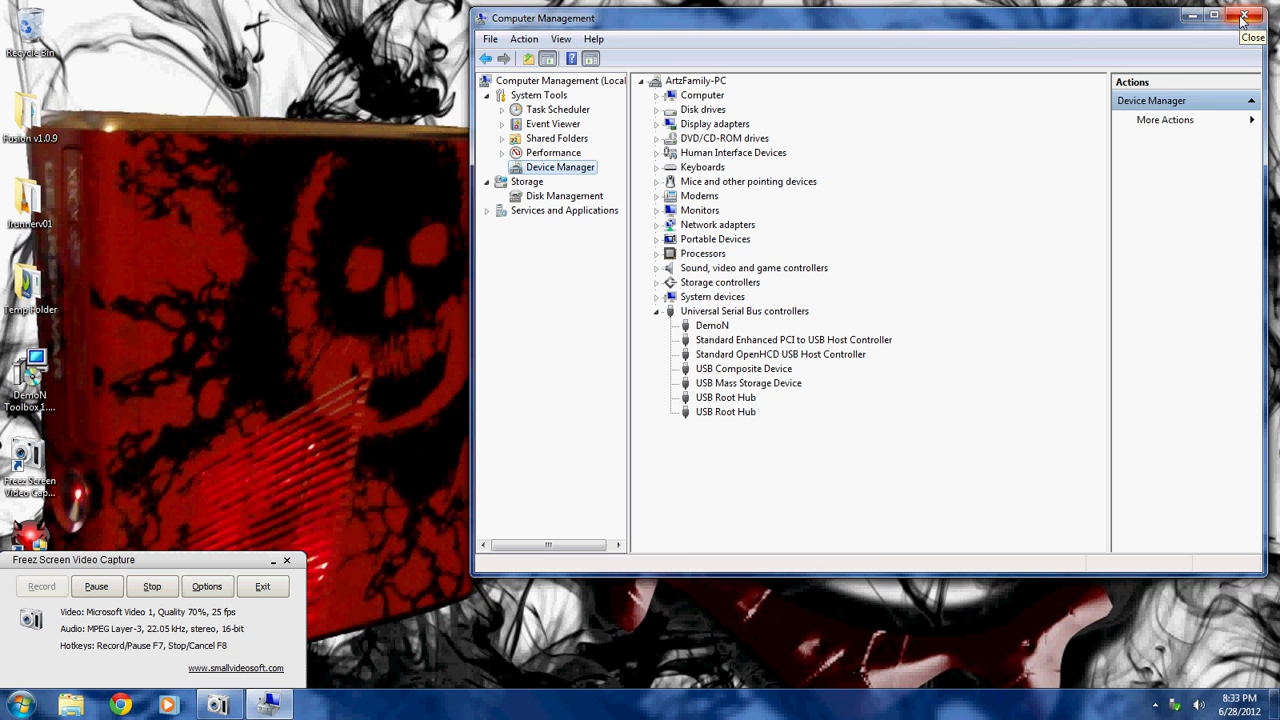 Recycle Bin
Fusion v1.0.9
Jrunnerv01
Temp Folder
DemoN
Toolbox 1....
Freez Screen
Video Cap...
Computer Management
Close
File Action View Help
Computer Management (Local
System Tools
Task Scheduler
Event Viewer
Shared Folders
Performance
Device Manager
Storage
Disk Management
Services and Applications
ArtzFamily-PC
Computer
Disk drives
Display adapters
DVD/CD-ROM drives
Human Interface Devices
Keyboards
Mice and other pointing devices
Modems
Monitors
Network adapters
Portable Devices
Processors
Sound, video and game controllers
Storage controllers
System devices
Universal Serial Bus controllers
DemoN
Standard Enhanced PCI to USB Host Controller
Standard OpenHCD USB Host Controller
USB Composite Device
USB Mass Storage Device
USB Root Hub
USB Root Hub
Actions
Device Manager
More Actions
Freez Screen Video Capture
Record Pause Stop Options Exit
Video: Microsoft Video 1, Quality 70%, 25 fps
Audio: MPEG Layer-3, 22.05 kHz, stereo, 16-bit
Hotkeys: Record/Pause F7, Stop/Cancel F8
www.smallvideosoft.com
8:33 PM
6/28/2012